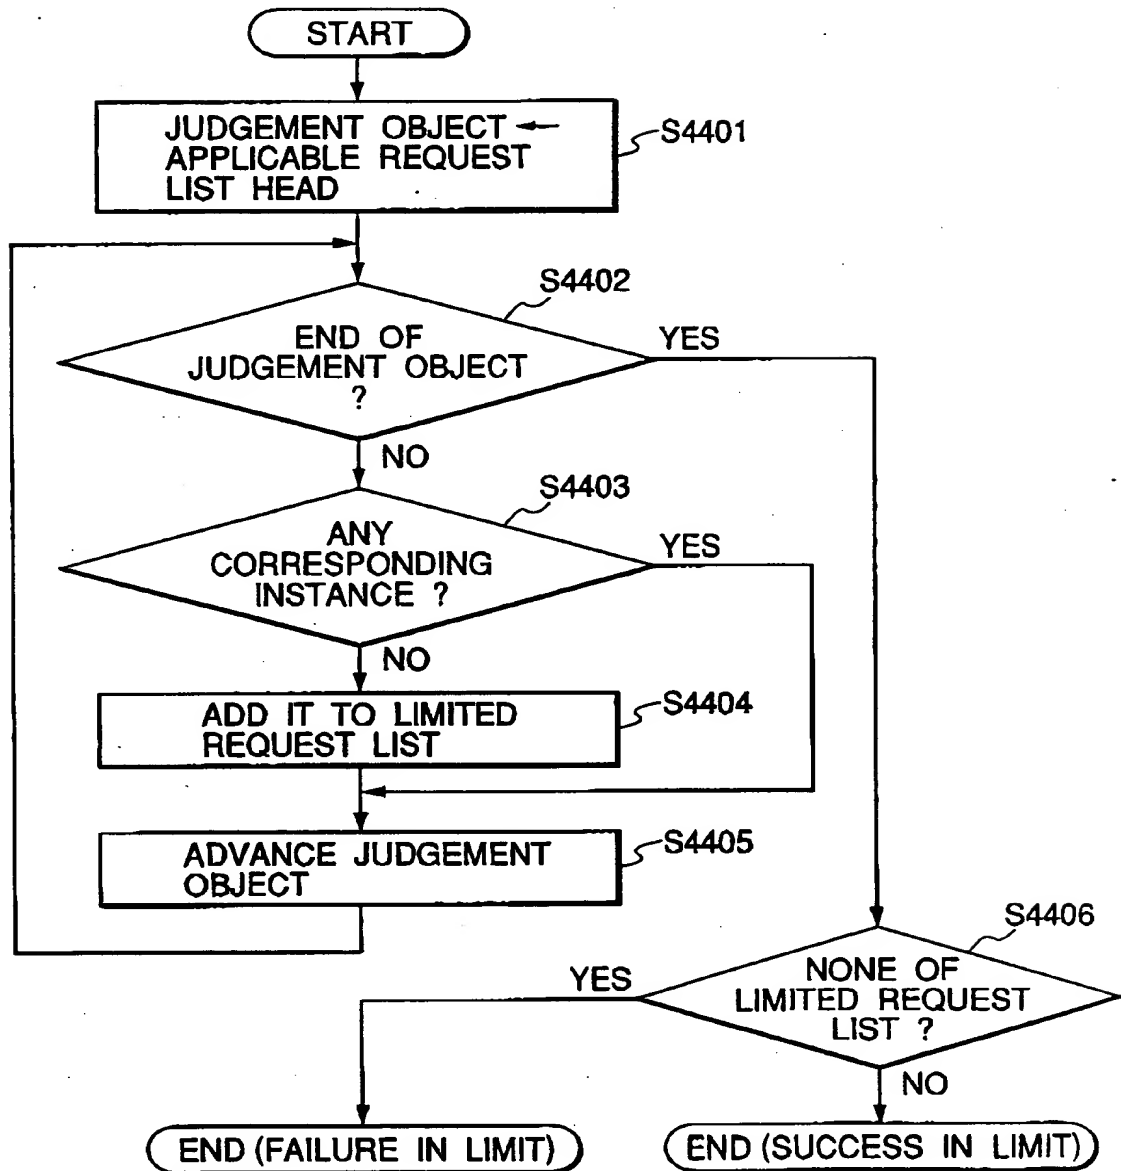 START
JUDGEMENT OBJECT ←
APPLICABLE REQUEST
LIST HEAD
S4401
S4402
END OF
JUDGEMENT OBJECT
?
YES
NO
S4403
ANY
CORRESPONDING
INSTANCE ?
YES
NO
ADD IT TO LIMITED
REQUEST LIST
S4404
ADVANCE JUDGEMENT
OBJECT
S4405
S4406
NONE OF
LIMITED REQUEST
LIST ?
YES
NO
END (FAILURE IN LIMIT)
END (SUCCESS IN LIMIT)